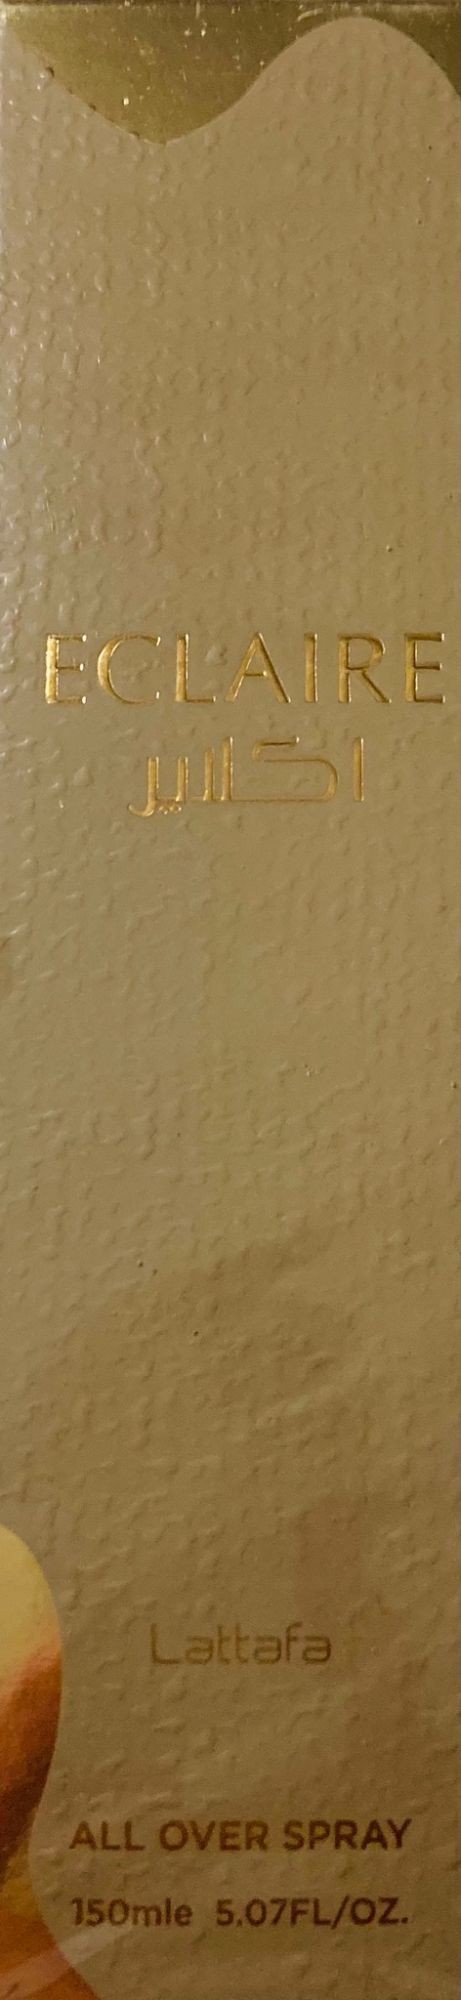 ECLAIRE
اكلير
Lattafa
ALL OVER SPRAY
150mle 5.07FL/OZ.